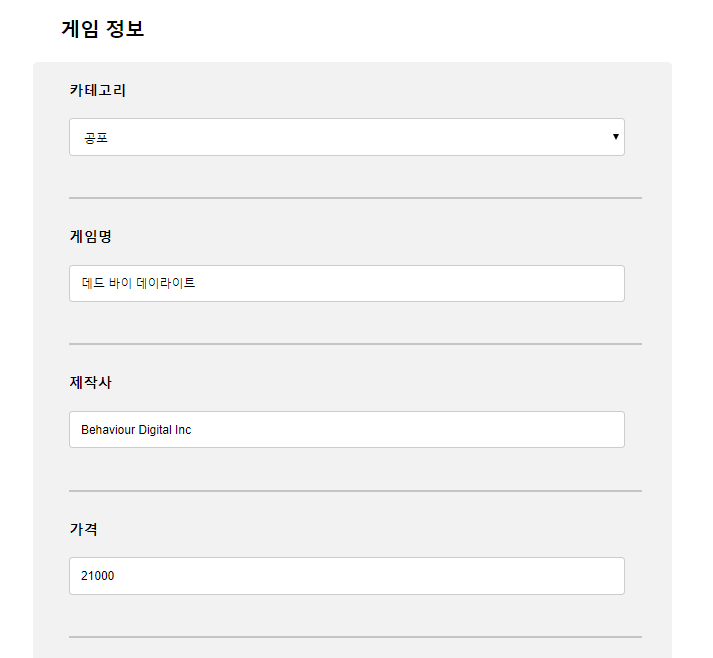 게임 정보
카테고리
공포
게임명
데드 바이 데이라이트
제작사
Behaviour Digital Inc
가격
21000